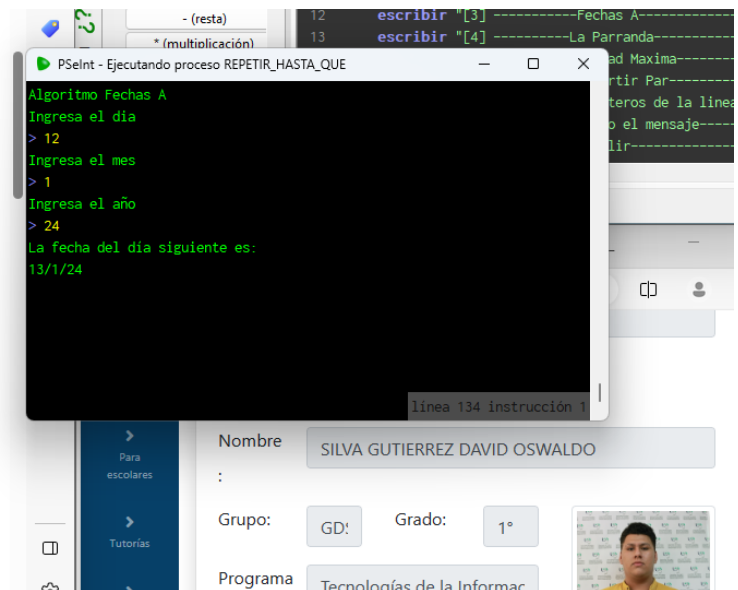 - (resta)
* (multiplicación)
12 escribir "[3] ------------Fechas A------------
13 escribir "[4] -----------La Parranda-----------
ad Maxima-----
rtir Par-------
teros de la linea
o el mensaje-----
lir-------------
PSeInt - Ejecutando proceso REPETIR_HASTA_QUE
Algoritmo Fechas A
Ingresa el dia
> 12
Ingresa el mes
> 1
Ingresa el año
> 24
La fecha del día siguiente es:
13/1/24
línea 134 instrucción 1
Para
escolares
Tutorías
Nombre
:
SILVA GUTIERREZ DAVID OSWALDO
Grupo:
GD
Grado:
1°
Programa
Tecnologías de la Informac